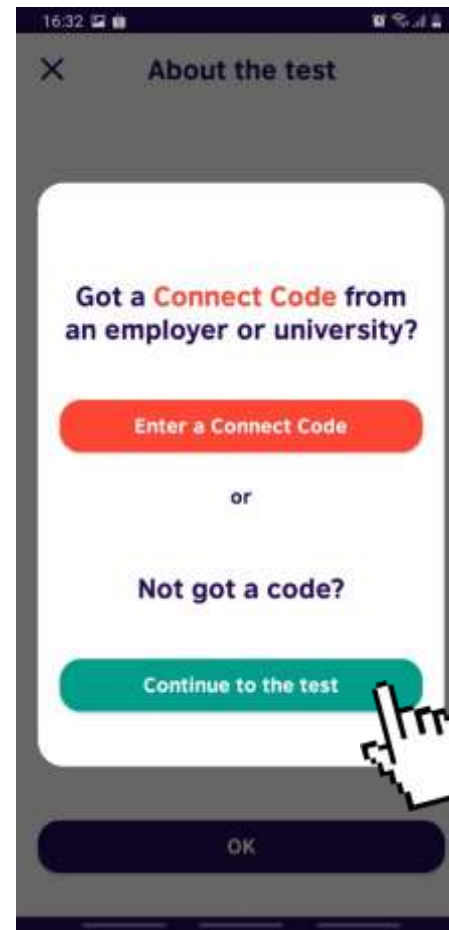 16:32
About the test
Got a Connect Code from
an employer or university?
Enter a Connect Code
or
Not got a code?
Continue to the test
OK